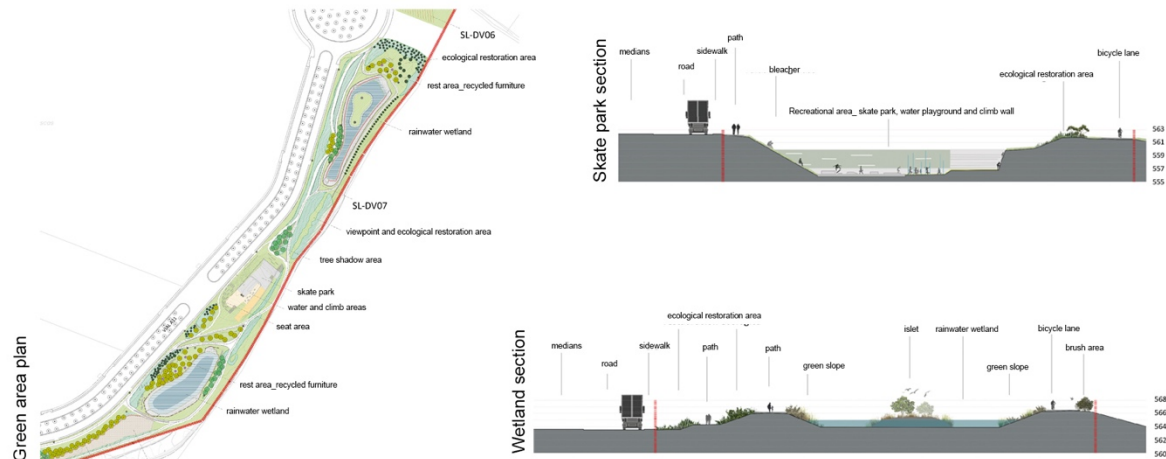 Green area plan
SL-DV06
ecological restoration area
rest area_recycled furniture
rainwater wetland
SL-DV07
viewpoint and ecological restoration area
tree shadow area
skate park
water and climb areas
seat area
rest area_recycled furniture
rainwater wetland
Skate park section
medians
road
sidewalk
path
bleacher
Recreational area_ skate park, water playground and climb wall
ecological restoration area
bicycle lane
563
561
559
557
555
Wetland section
medians
road
sidewalk
ecological restoration area
path
path
green slope
islet
rainwater wetland
green slope
bicycle lane
brush area
568
566
564
562
560